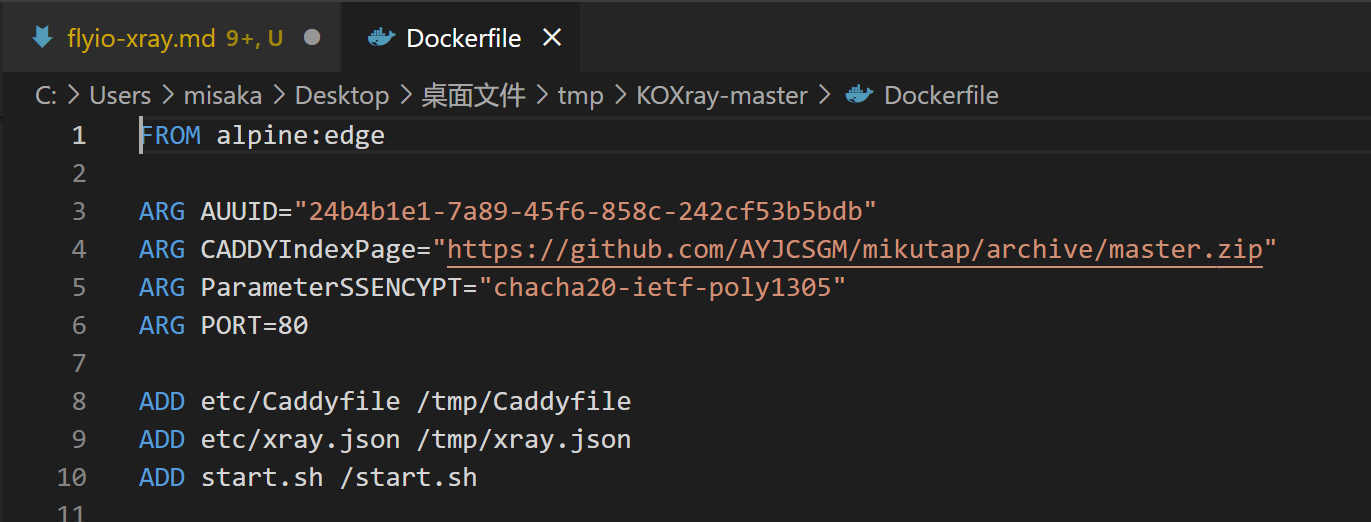 flyio-xray.md 9+, U Dockerfile
C: Users misaka Desktop 桌面文件 tmp KOXray-master Dockerfile
1 FROM alpine:edge
2
3 ARG AUUID="24b4b1e1-7a89-45f6-858c-242cf53b5bdb"
4 ARG CADDYIndexPage="https://github.com/AYJCSGM/mikutap/archive/master.zip"
5 ARG ParameterSSENCYPT="chacha20-ietf-poly1305"
6 ARG PORT=80
7
8 ADD etc/Caddyfile /tmp/Caddyfile
9 ADD etc/xray.json /tmp/xray.json
10 ADD start.sh /start.sh
11